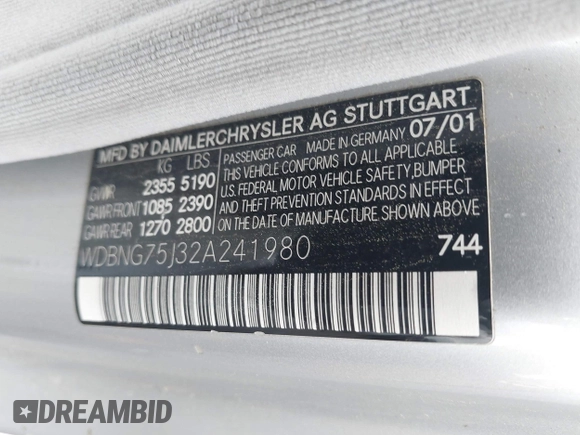 MFD BY DAIMLERCHRYSLER AG STUTTGART
KG LBS
GVWR 2355 5190
GAWR/FRONT 1085 2390
GAWR/REAR 1270 2800
PASSENGER CAR / MADE IN GERMANY 07/01
THIS VEHICLE CONFORMS TO ALL APPLICABLE
U.S. FEDERAL MOTOR VEHICLE SAFETY, BUMPER
AND THEFT PREVENTION STANDARDS IN EFFECT
ON THE DATE OF MANUFACTURE SHOWN ABOVE.
WDBNG75J32A241980
744
DREAMBID